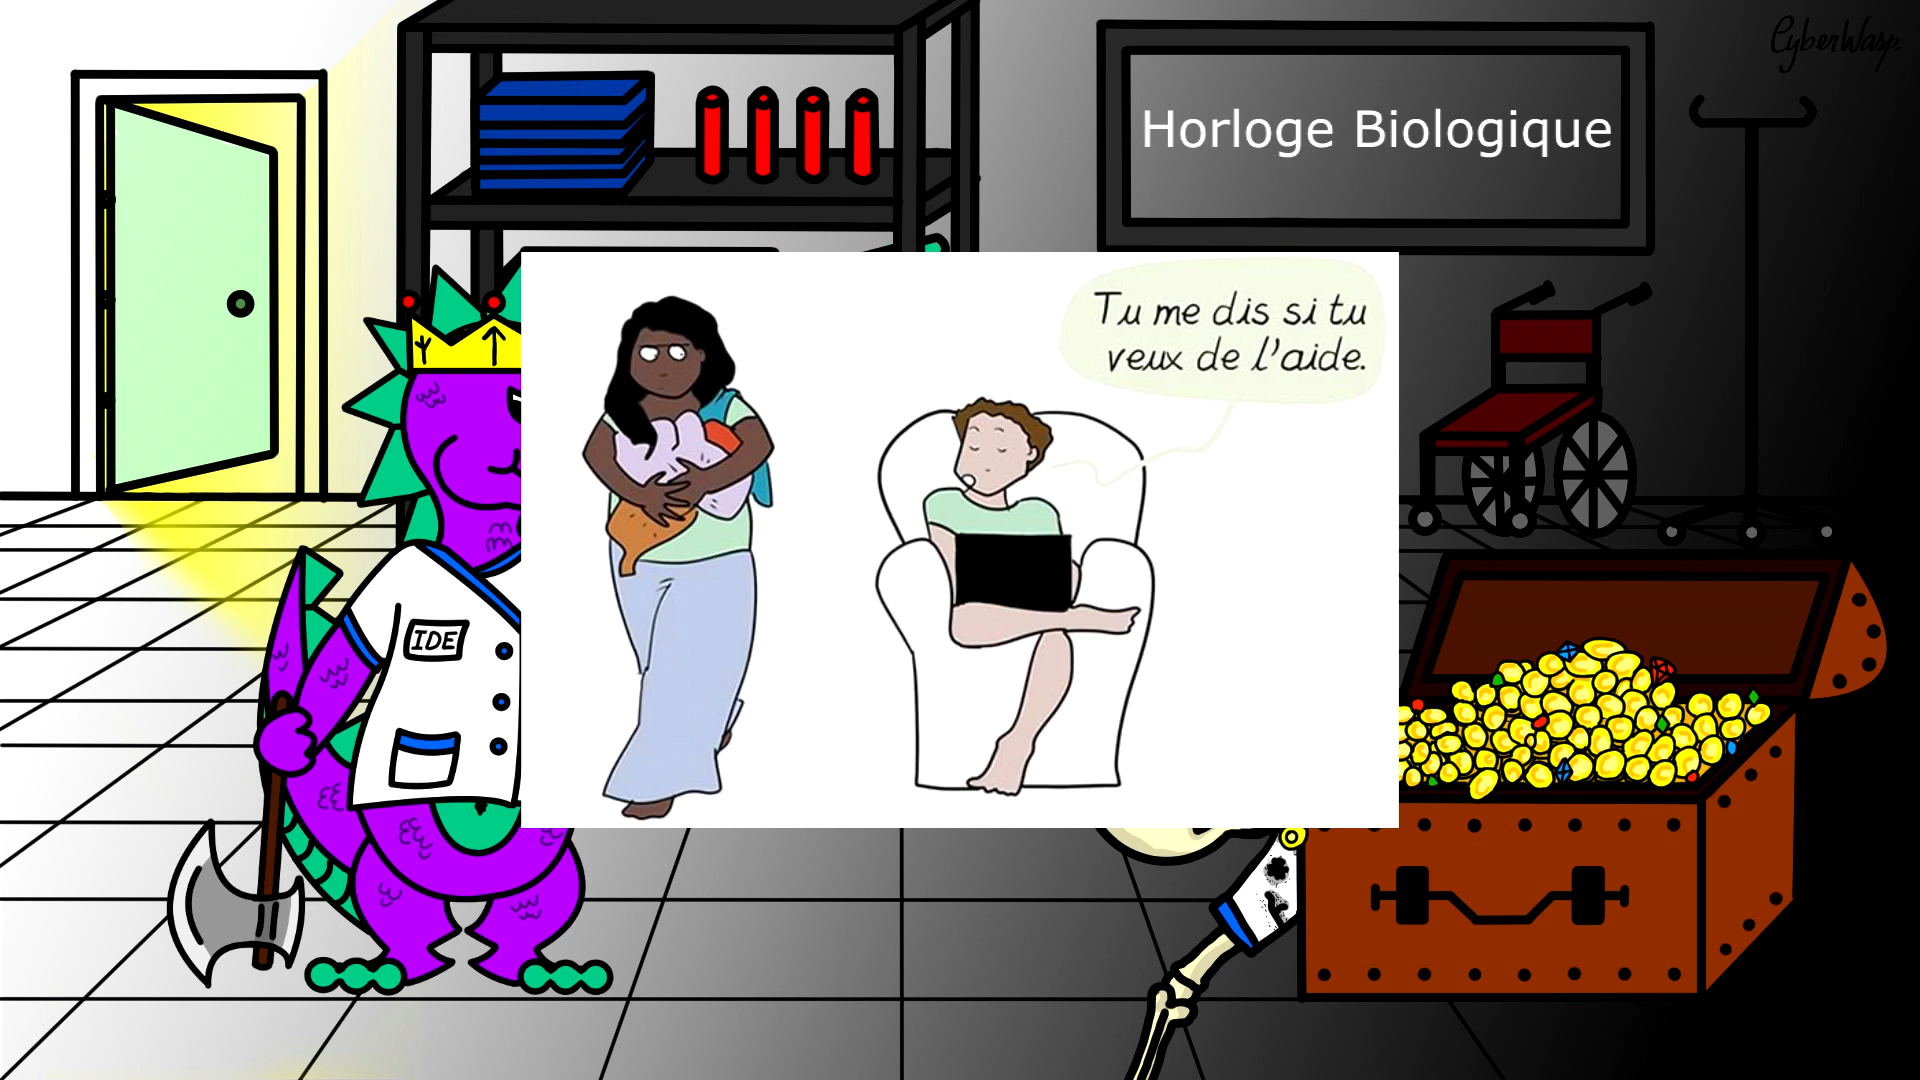 CyberWasp
Horloge Biologique
Tu me dis si tu
veux de l'aide.
IDE